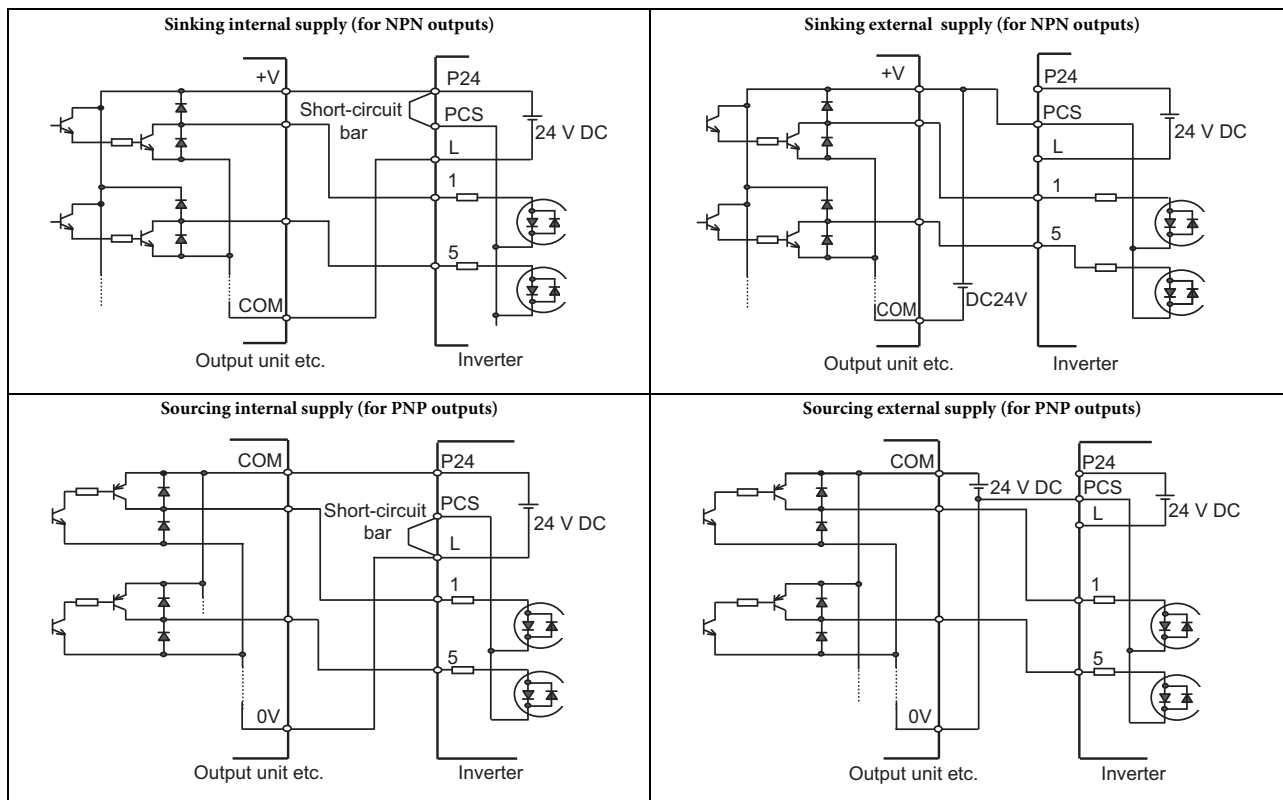 Sinking internal supply (for NPN outputs)
+V
P24
Short-circuit
bar
PCS
24 V DC
L
1
5
COM
Output unit etc.
Inverter
Sinking external supply (for NPN outputs)
+V
P24
PCS
24 V DC
L
1
5
DC24V
COM
Output unit etc.
Inverter
Sourcing internal supply (for PNP outputs)
COM
P24
PCS
Short-circuit
bar
24 V DC
L
1
5
0V
Output unit etc.
Inverter
Sourcing external supply (for PNP outputs)
COM
P24
24 V DC
PCS
24 V DC
L
1
5
0V
Output unit etc.
Inverter